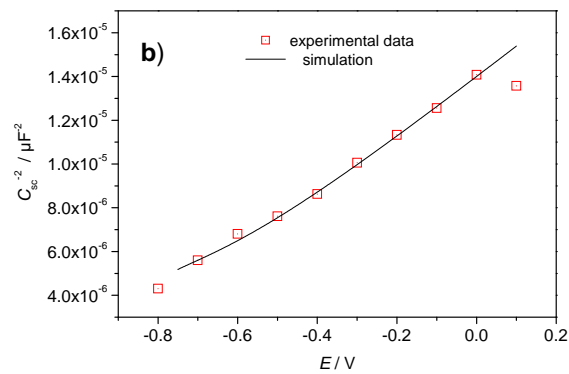 1.6x10⁻⁵
1.4x10⁻⁵
1.2x10⁻⁵
1.0x10⁻⁵
8.0x10⁻⁶
6.0x10⁻⁶
4.0x10⁻⁶
C_sc⁻² / µF⁻²
b)
experimental data
simulation
-0.8 -0.6 -0.4 -0.2 0.0 0.2
E / V